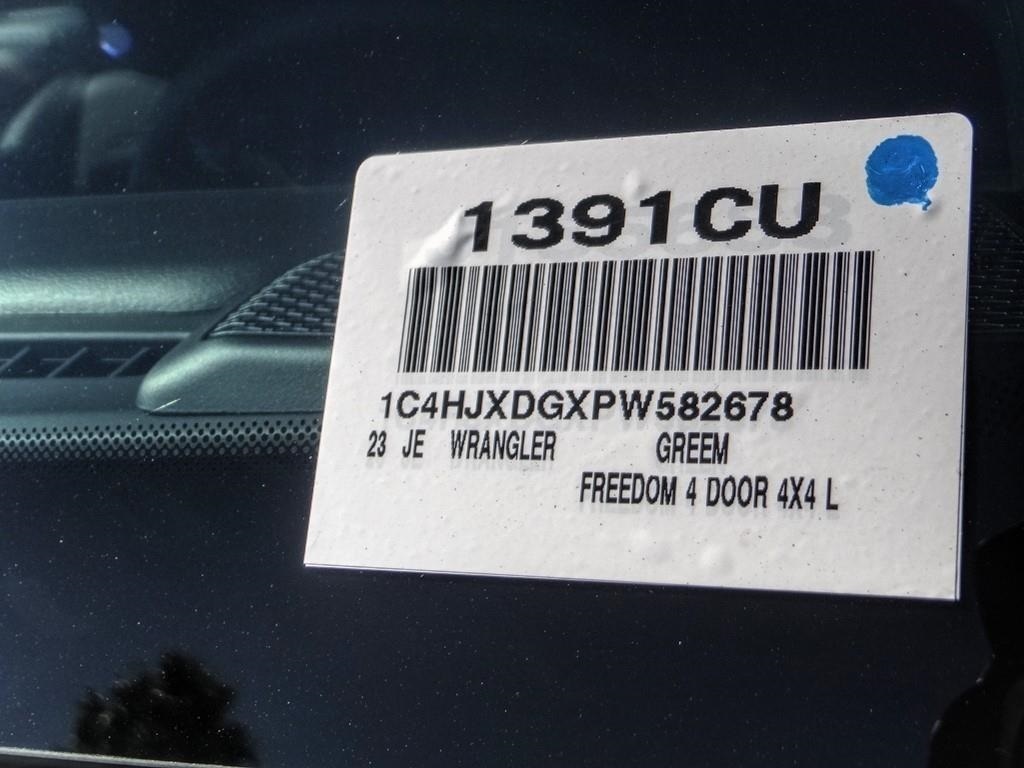 1391CU
1C4HJXDGXPW582678
23 JE WRANGLER GREEM
FREEDOM 4 DOOR 4X4 L